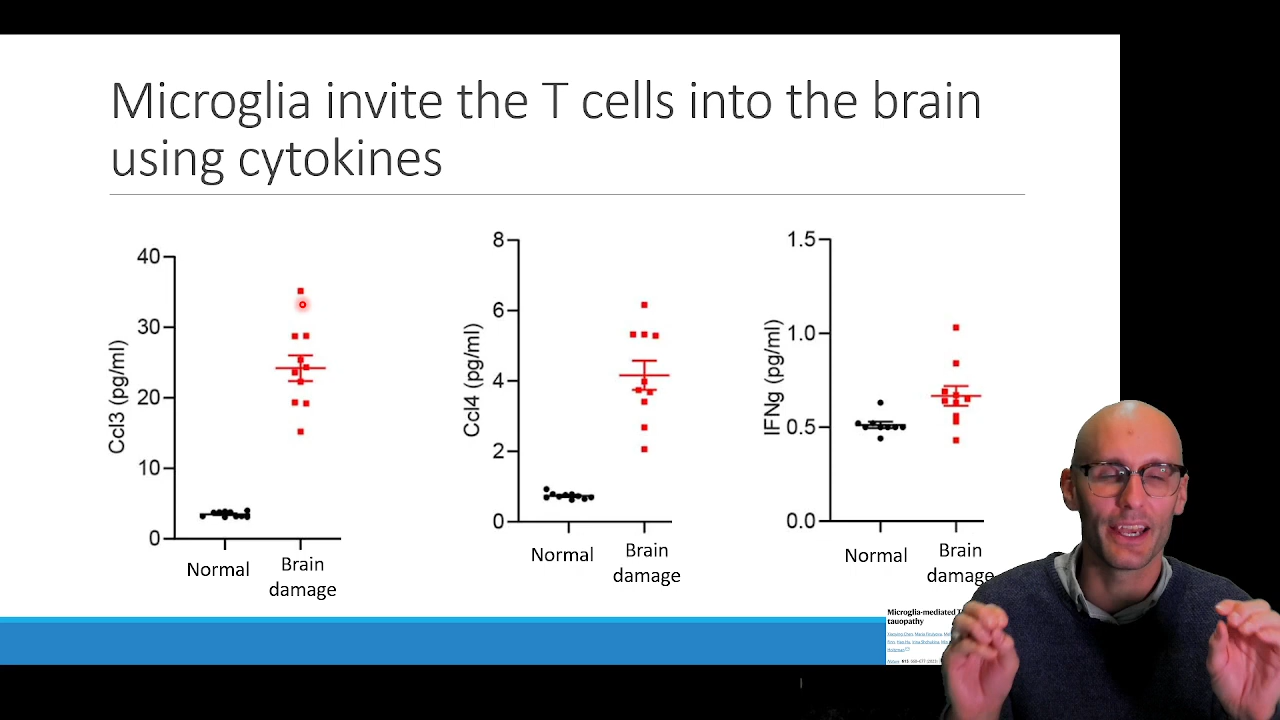 Microglia invite the T cells into the brain
using cytokines
40
30
20
10
0
Ccl3 (pg/ml)
Normal
Brain
damage
8
6
4
2
0
Ccl4 (pg/ml)
Normal
Brain
damage
1.5
1.0
0.5
0.0
IFNg (pg/ml)
Normal
Brain
damage
Microglia-mediated T
tauopathy